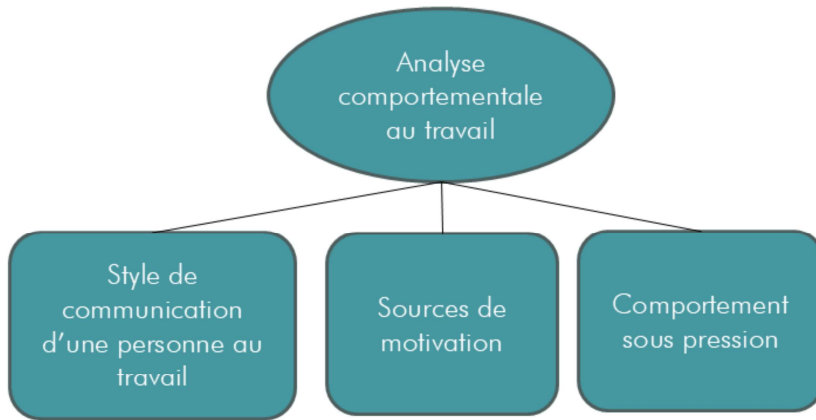 Analyse
comportementale
au travail
Style de
communication
d’une personne au
travail
Sources de
motivation
Comportement
sous pression